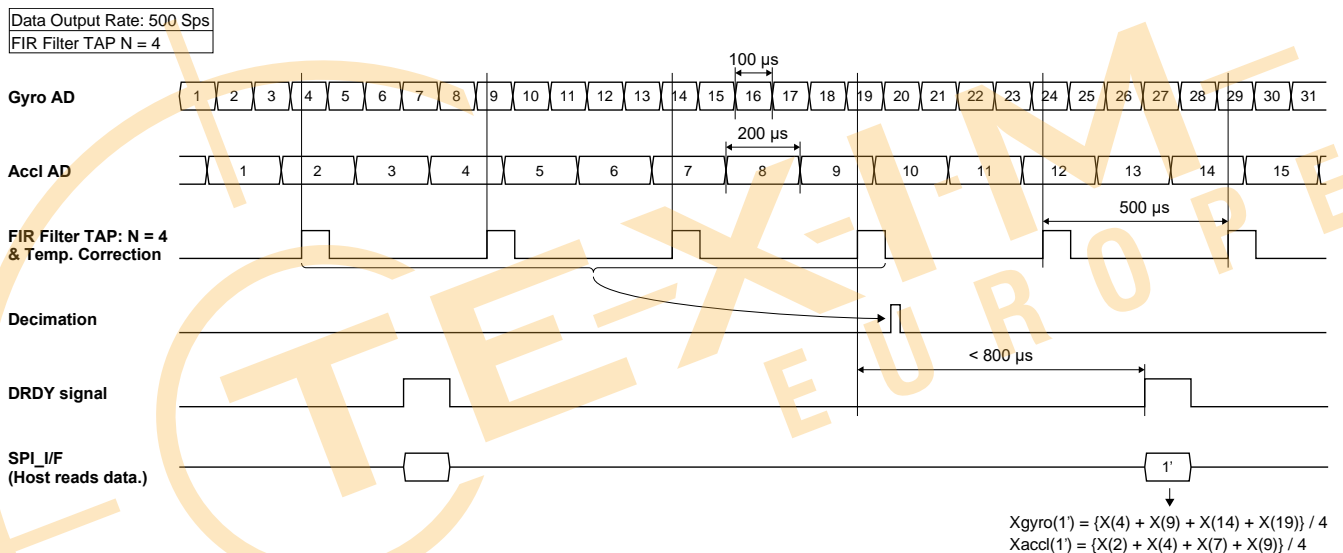 Data Output Rate: 500 Sps
FIR Filter TAP N = 4
100 µs
Gyro AD 1 2 3 4 5 6 7 8 9 10 11 12 13 14 15 16 17 18 19 20 21 22 23 24 25 26 27 28 29 30 31
200 µs
Accl AD 1 2 3 4 5 6 7 8 9 10 11 12 13 14 15
500 µs
FIR Filter TAP: N = 4
& Temp. Correction
Decimation
< 800 µs
DRDY signal
SPI_I/F
(Host reads data.)
1'
Xgyro(1') = {X(4) + X(9) + X(14) + X(19)} / 4
Xaccl(1') = {X(2) + X(4) + X(7) + X(9)} / 4
TE-XIM-
EUROPE